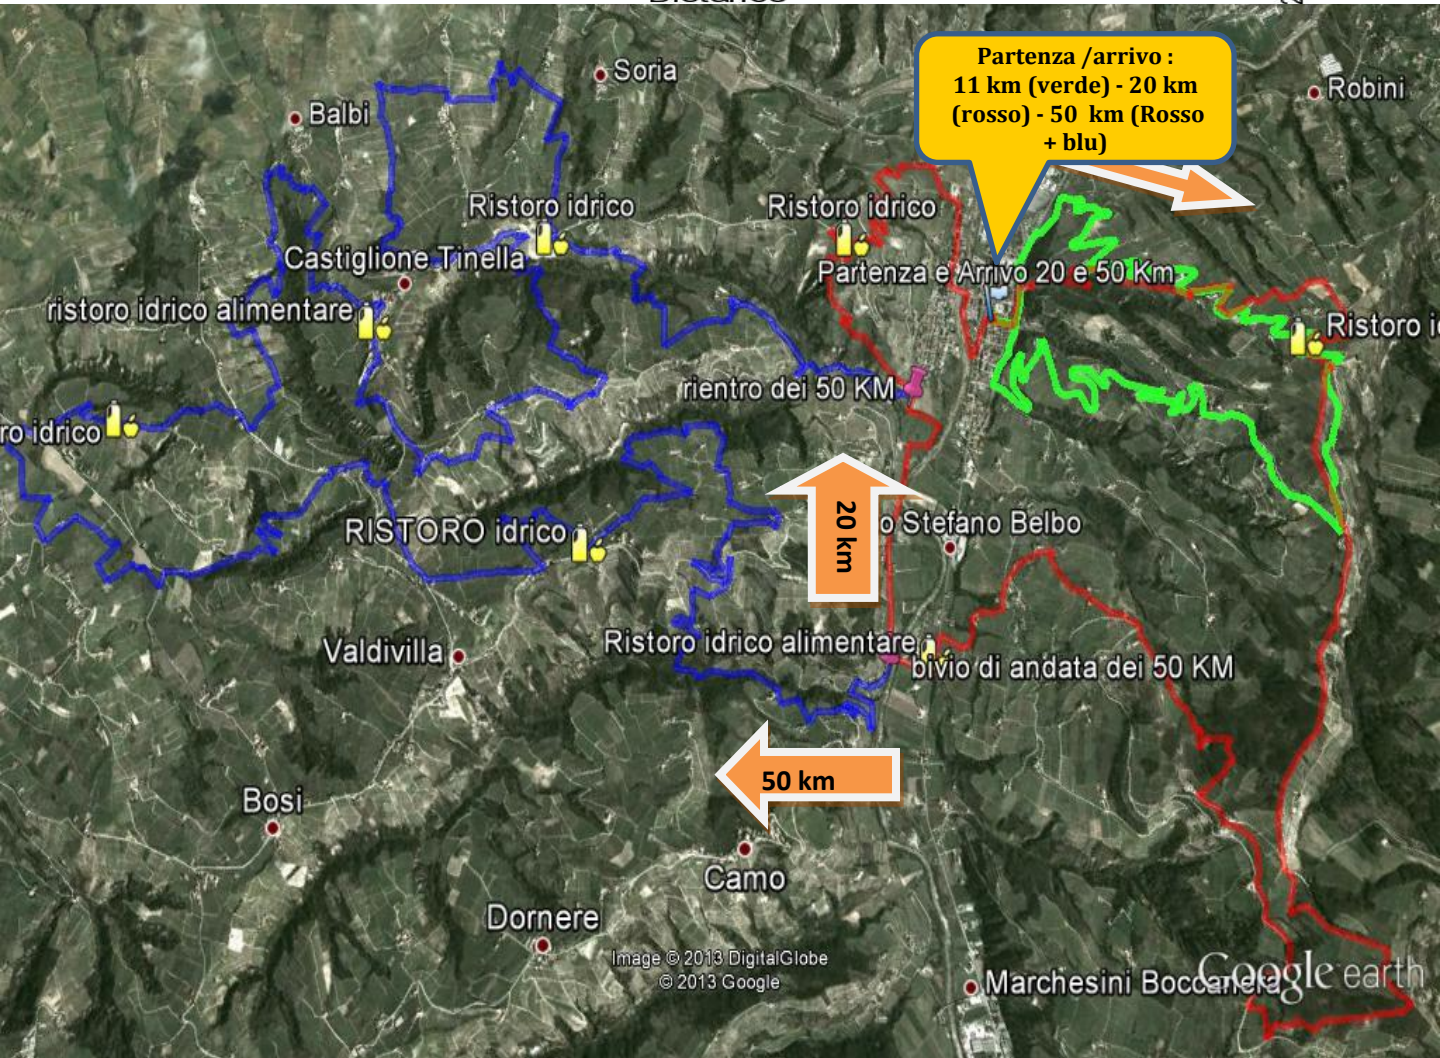 Partenza /arrivo :
11 km (verde) - 20 km
(rosso) - 50 km (Rosso
+ blu)
Soria
Robini
Balbi
Ristoro idrico
Ristoro idrico
Castiglione Tinella
Partenza e Arrivo 20 e 50 Km
ristoro idrico alimentare
Ristoro i
rientro dei 50 KM
ro idrico
20 km
o Stefano Belbo
RISTORO idrico
Ristoro idrico alimentare
Valdivilla
bivio di andata dei 50 KM
50 km
Bosi
Camo
Dornere
Image © 2013 DigitalGlobe
© 2013 Google
Marchesini Boccanera
Google earth